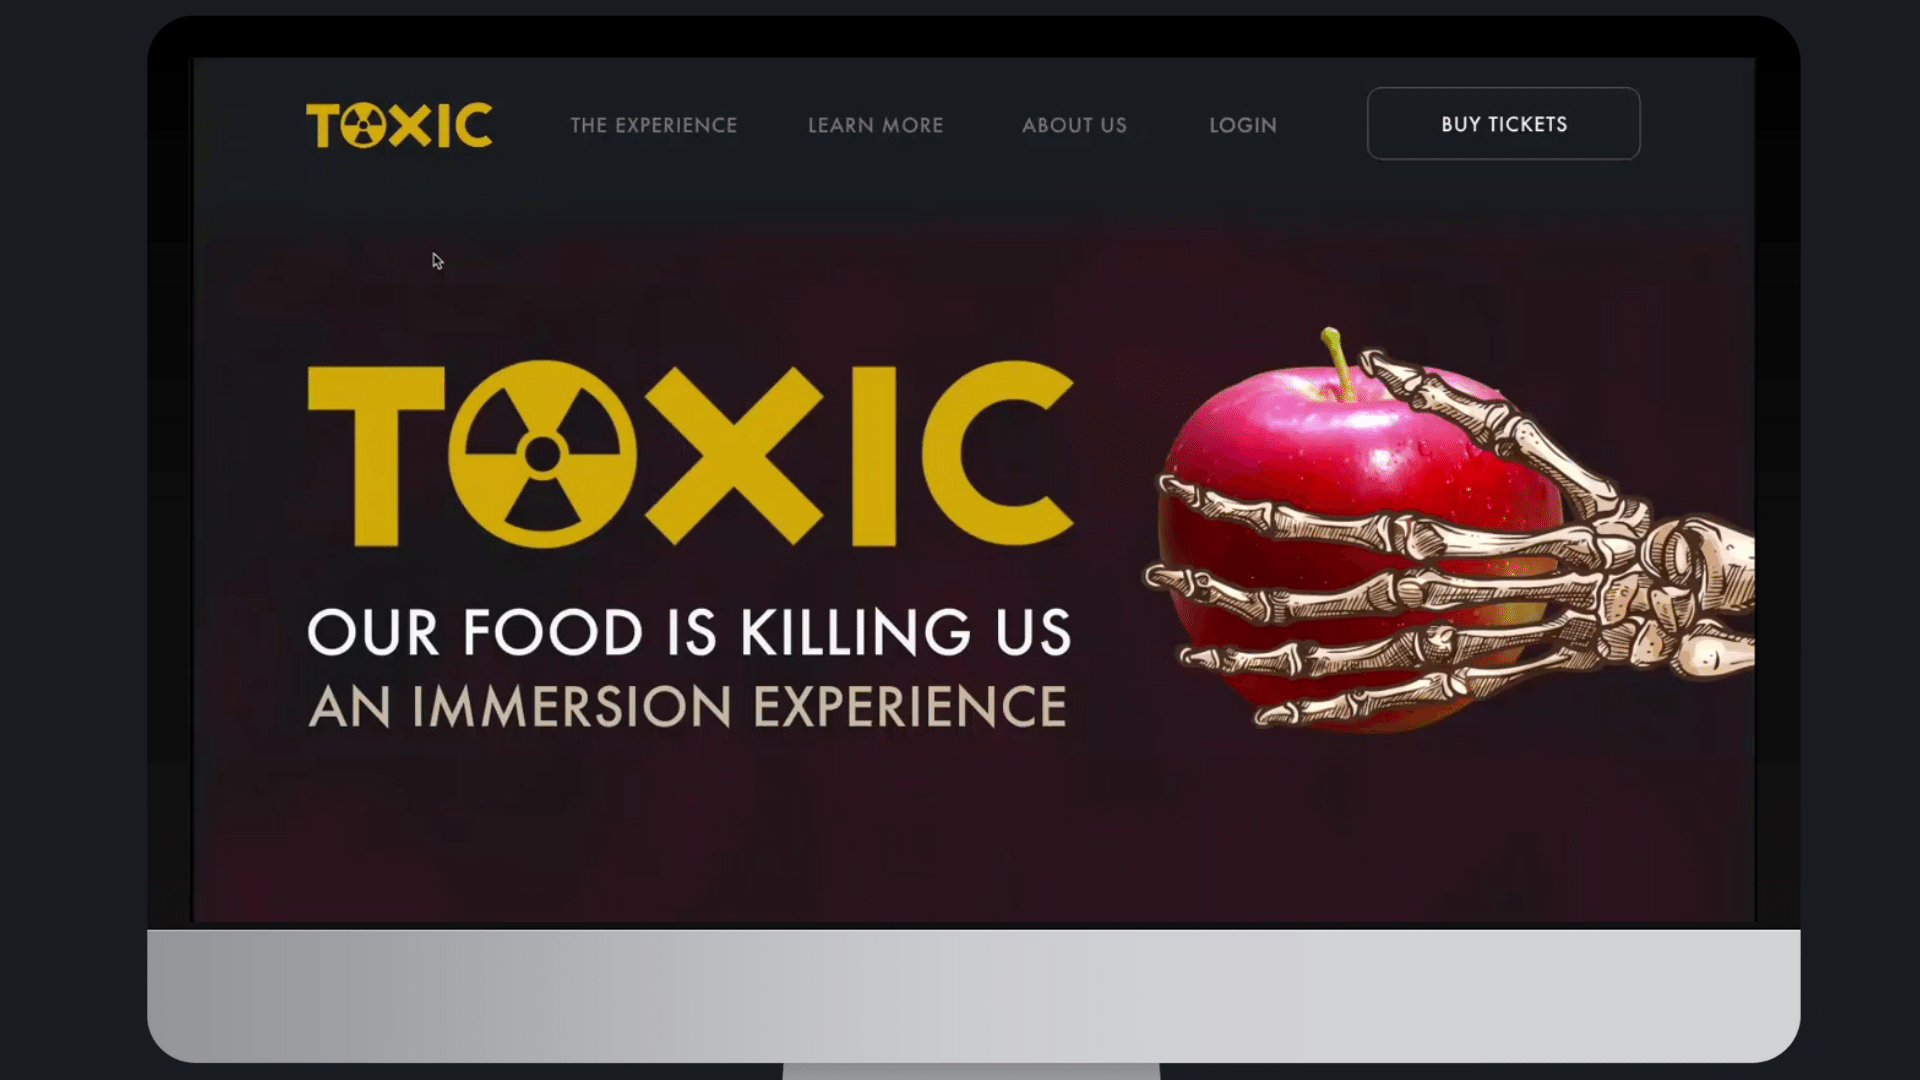 TOXIC
THE EXPERIENCE
LEARN MORE
ABOUT US
LOGIN
BUY TICKETS
TOXIC
OUR FOOD IS KILLING US
AN IMMERSION EXPERIENCE